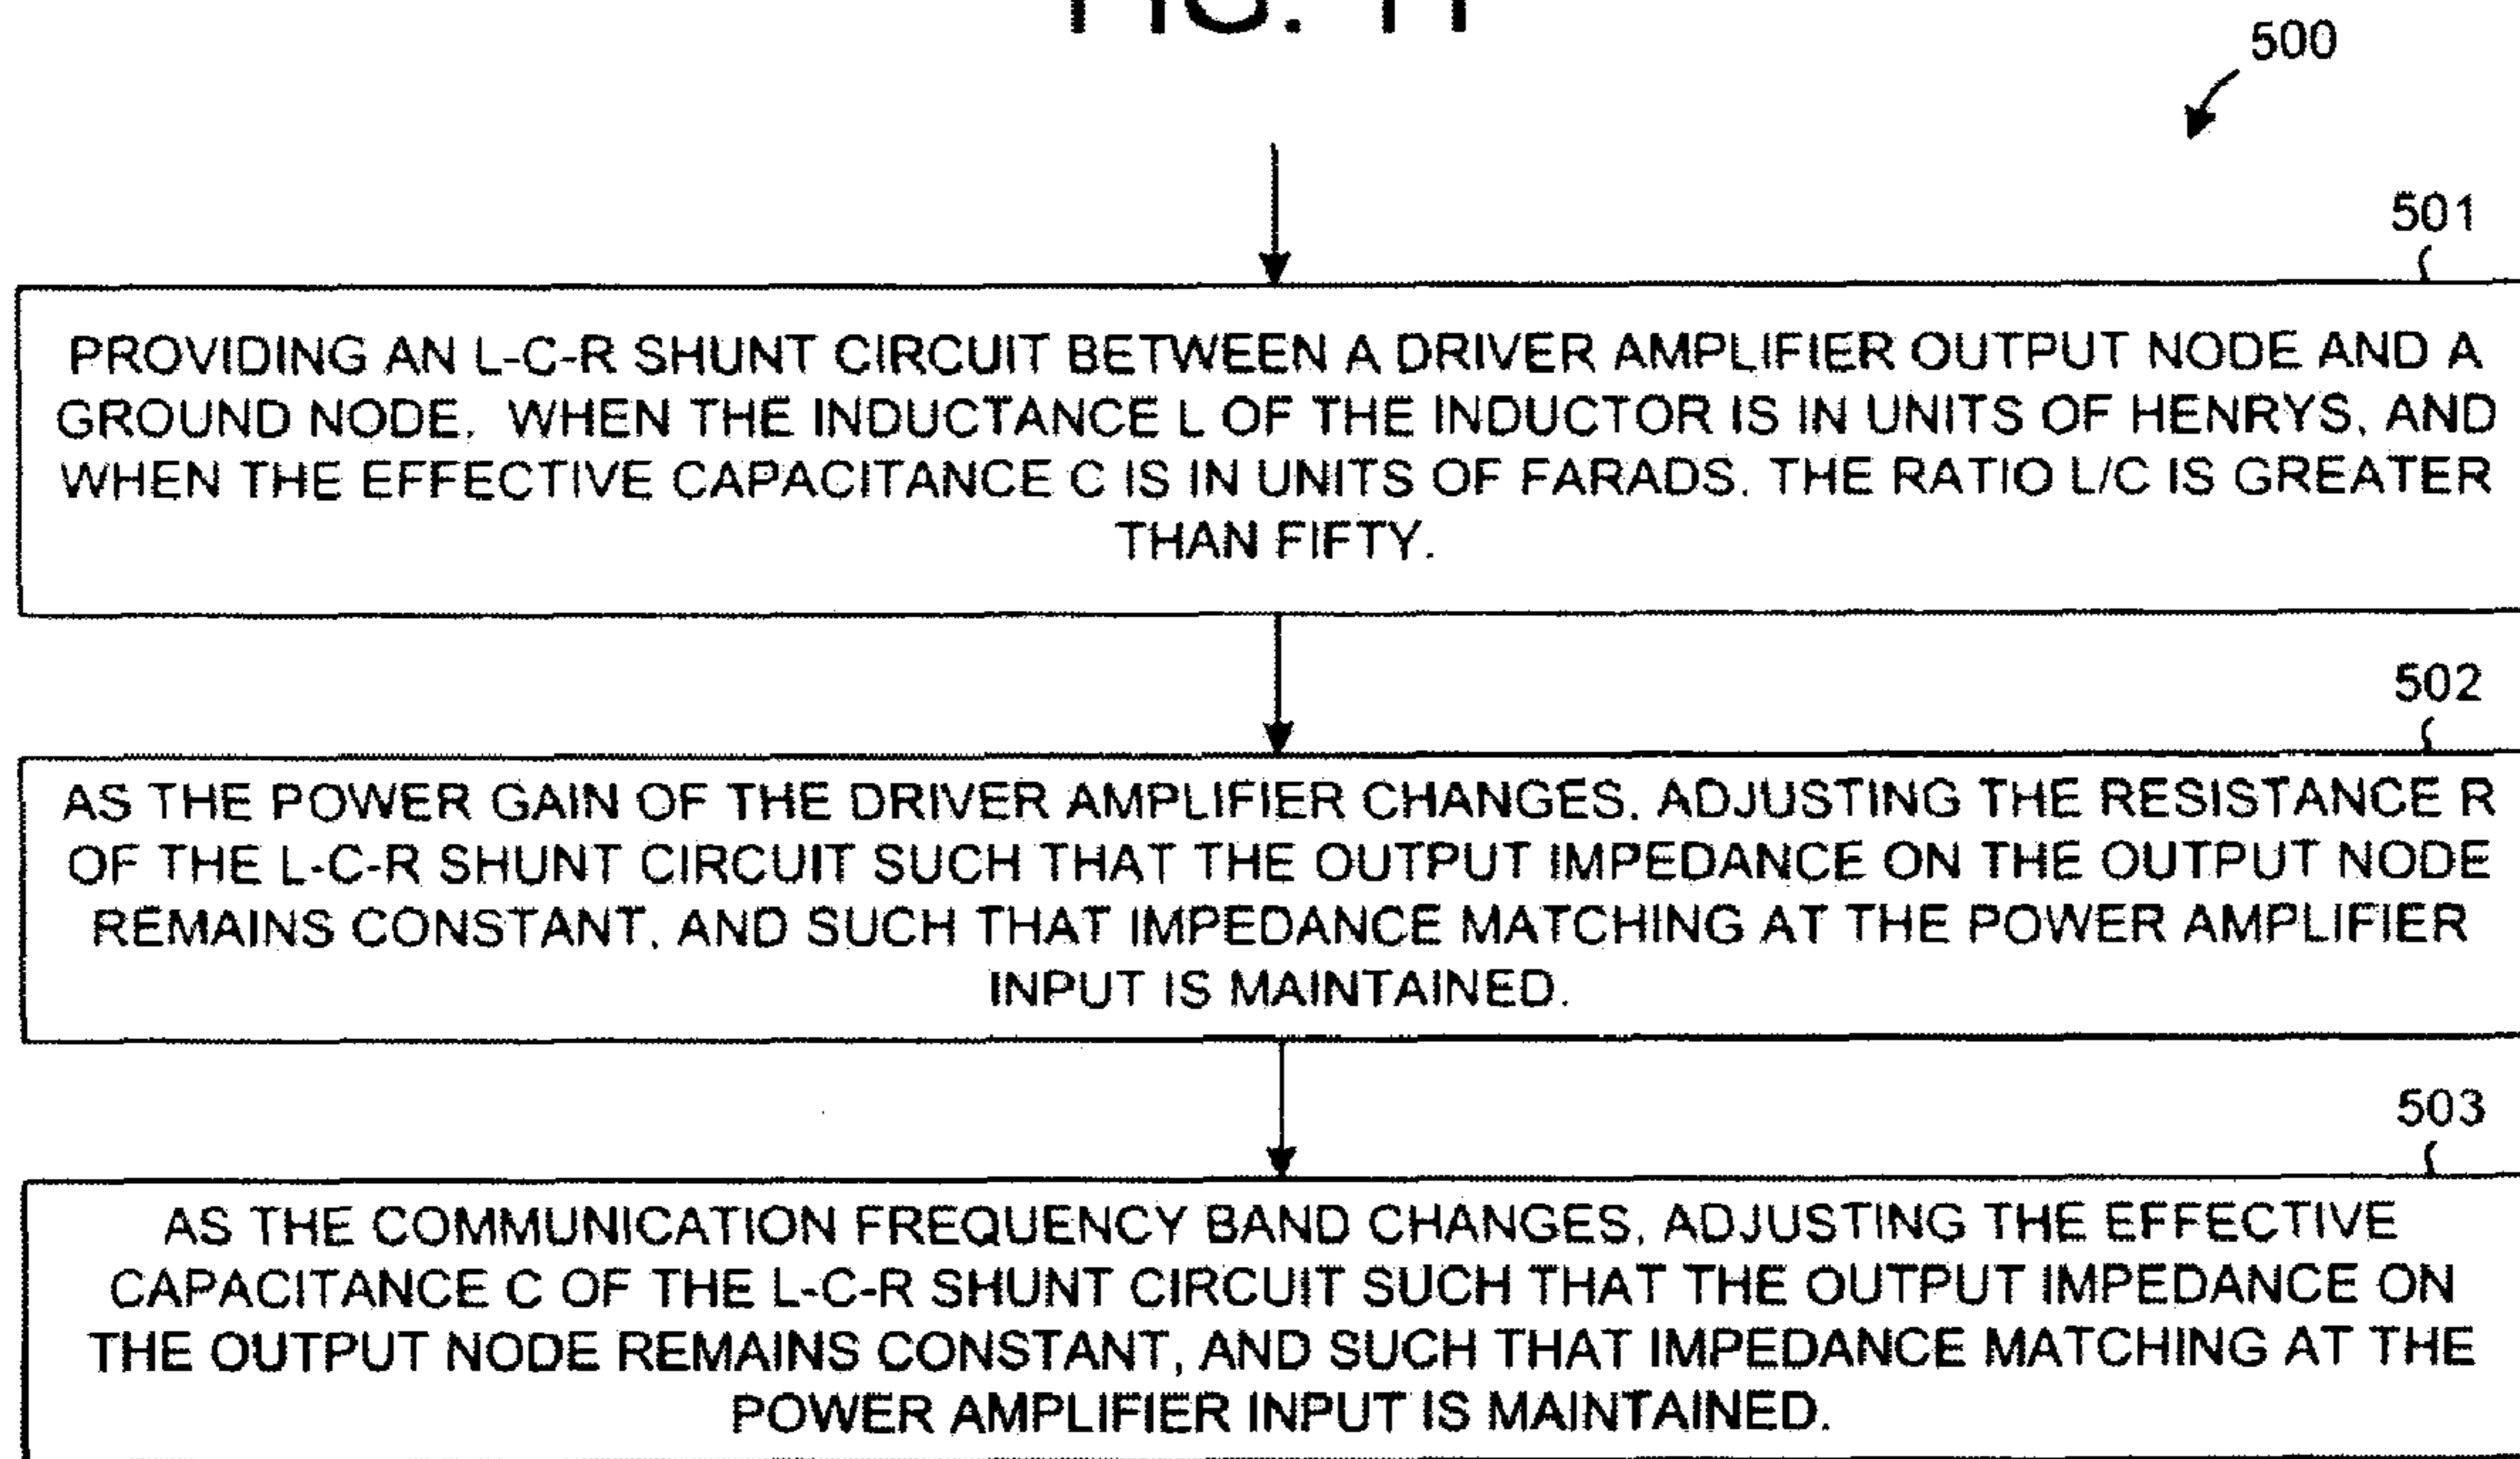 FIG. 11
500
501
PROVIDING AN L-C-R SHUNT CIRCUIT BETWEEN A DRIVER AMPLIFIER OUTPUT NODE AND A
GROUND NODE. WHEN THE INDUCTANCE L OF THE INDUCTOR IS IN UNITS OF HENRYS, AND
WHEN THE EFFECTIVE CAPACITANCE C IS IN UNITS OF FARADS, THE RATIO L/C IS GREATER
THAN FIFTY.
502
AS THE POWER GAIN OF THE DRIVER AMPLIFIER CHANGES, ADJUSTING THE RESISTANCE R
OF THE L-C-R SHUNT CIRCUIT SUCH THAT THE OUTPUT IMPEDANCE ON THE OUTPUT NODE
REMAINS CONSTANT, AND SUCH THAT IMPEDANCE MATCHING AT THE POWER AMPLIFIER
INPUT IS MAINTAINED.
503
AS THE COMMUNICATION FREQUENCY BAND CHANGES, ADJUSTING THE EFFECTIVE
CAPACITANCE C OF THE L-C-R SHUNT CIRCUIT SUCH THAT THE OUTPUT IMPEDANCE ON
THE OUTPUT NODE REMAINS CONSTANT, AND SUCH THAT IMPEDANCE MATCHING AT THE
POWER AMPLIFIER INPUT IS MAINTAINED.